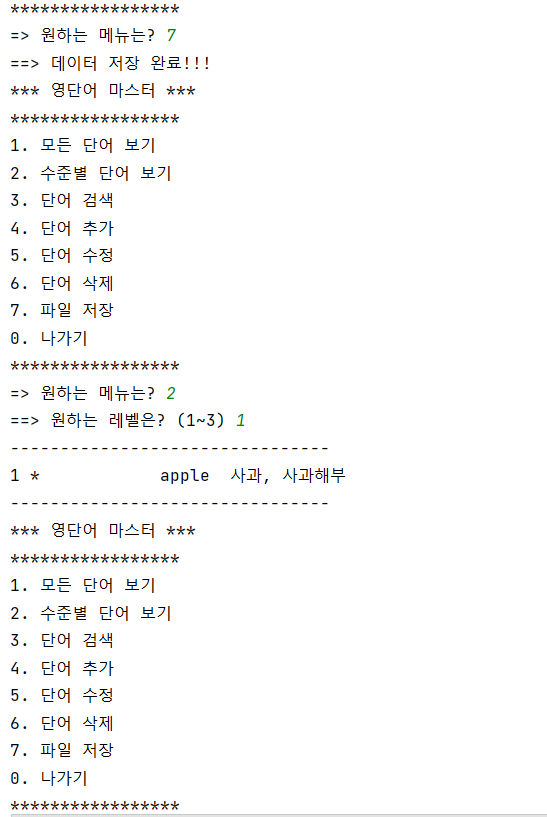 *****************
=> 원하는 메뉴는? 7
==> 데이터 저장 완료!!!
*** 영단어 마스터 ***
*****************
1. 모든 단어 보기
2. 수준별 단어 보기
3. 단어 검색
4. 단어 추가
5. 단어 수정
6. 단어 삭제
7. 파일 저장
0. 나가기
*****************
=> 원하는 메뉴는? 2
==> 원하는 레벨은? (1~3) 1
--------------------------------
1 *            apple  사과, 사과해부
--------------------------------
*** 영단어 마스터 ***
*****************
1. 모든 단어 보기
2. 수준별 단어 보기
3. 단어 검색
4. 단어 추가
5. 단어 수정
6. 단어 삭제
7. 파일 저장
0. 나가기
*****************